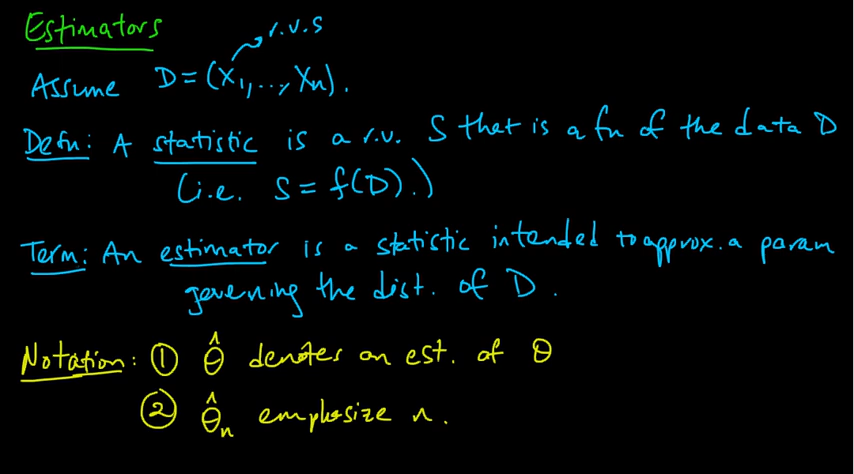 Estimators
r.v.s
Assume D = (X₁, ..., Xₙ).
Defn: A statistic is a r.v. S that is a fn of the data D
(i.e. S = f(D).)
Term: An estimator is a statistic intended to approx. a param
governing the dist. of D.
Notation: ① θ̂ denotes an est. of θ
② θ̂ₙ emphasize n.